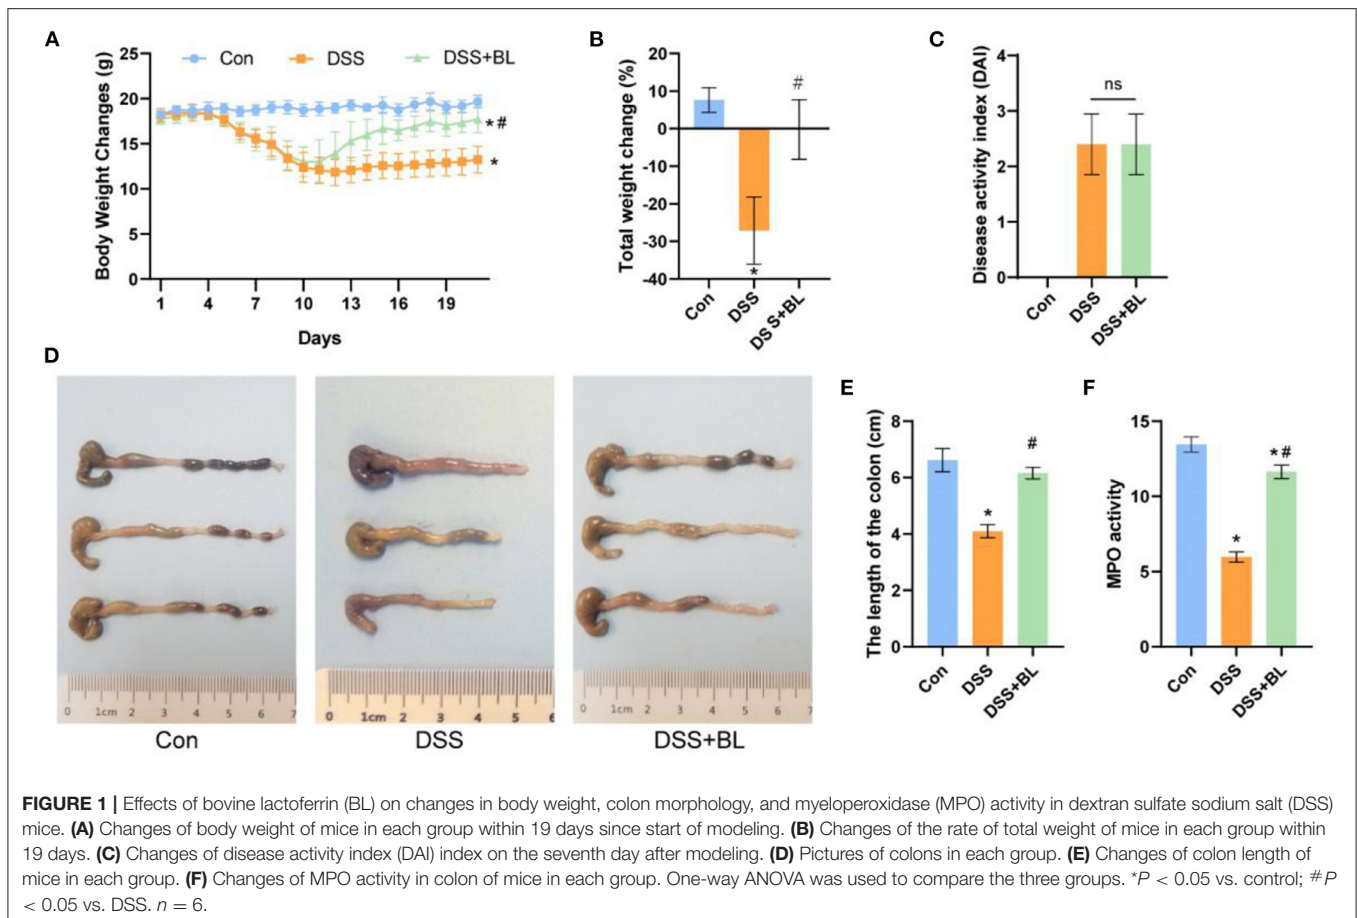 A
Con DSS DSS+BL
Body Weight Changes (g)
25
20
15
10
5
0
* #
*
1 4 7 10 13 16 19
Days
B
Total weight change (%)
20
10
0
-10
-20
-30
-40
#
*
Con DSS DS S+BL
C
Disease activity index (DAI)
4
3
2
1
0
ns
Con DSS DSS+BL
D
0 1cm 2 3 4 5 6 7
0 1cm 2 3 4 5 6
0 1cm 2 3 4 5 6 7
Con DSS DSS+BL
E
The length of the colon (cm)
8
6
4
2
0
*
#
Con DSS DSS+BL
F
MPO activity
15
10
5
0
*
* #
Con DSS DSS+BL
FIGURE 1 | Effects of bovine lactoferrin (BL) on changes in body weight, colon morphology, and myeloperoxidase (MPO) activity in dextran sulfate sodium salt (DSS)
mice. (A) Changes of body weight of mice in each group within 19 days since start of modeling. (B) Changes of the rate of total weight of mice in each group within
19 days. (C) Changes of disease activity index (DAI) index on the seventh day after modeling. (D) Pictures of colons in each group. (E) Changes of colon length of
mice in each group. (F) Changes of MPO activity in colon of mice in each group. One-way ANOVA was used to compare the three groups. *P < 0.05 vs. control; #P
< 0.05 vs. DSS. n = 6.